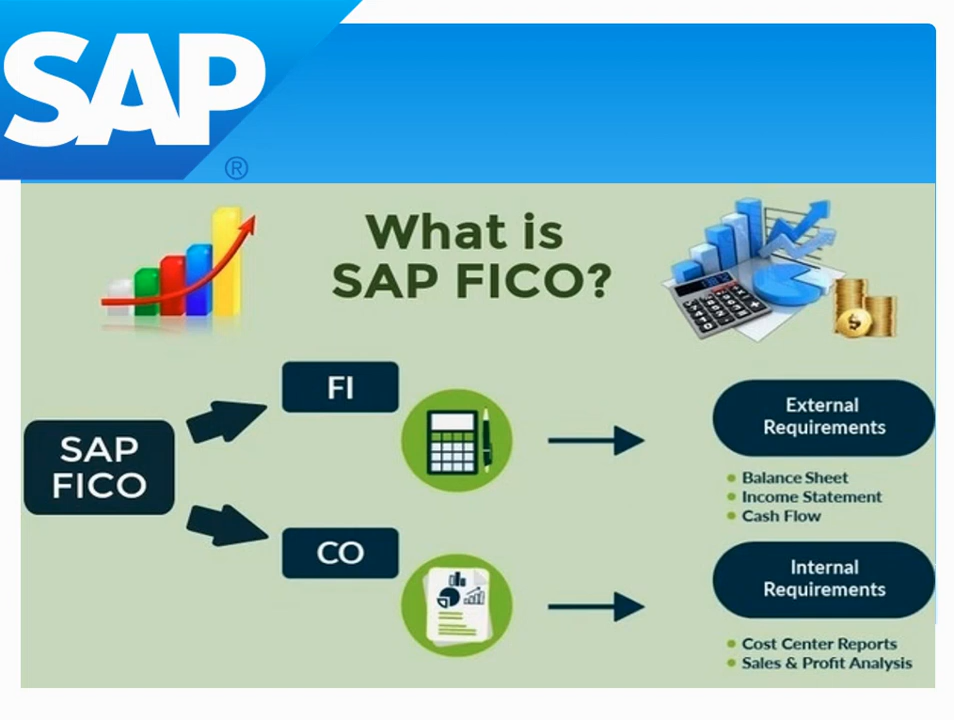 SAP
®
What is
SAP FICO?
SAP
FICO
FI
External
Requirements
Balance Sheet
Income Statement
Cash Flow
CO
Internal
Requirements
Cost Center Reports
Sales & Profit Analysis